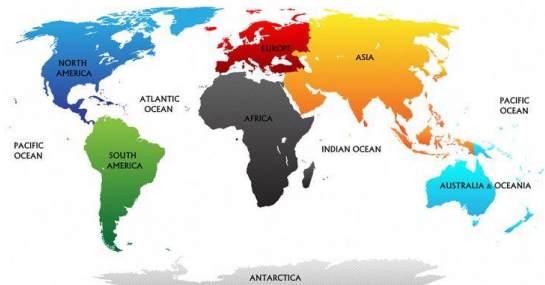 EUROPE
NORTH
AMERICA
ASIA
ATLANTIC
OCEAN
PACIFIC
OCEAN
AFRICA
PACIFIC
OCEAN
INDIAN OCEAN
SOUTH
AMERICA
AUSTRALIA & OCEANIA
ANTARCTICA